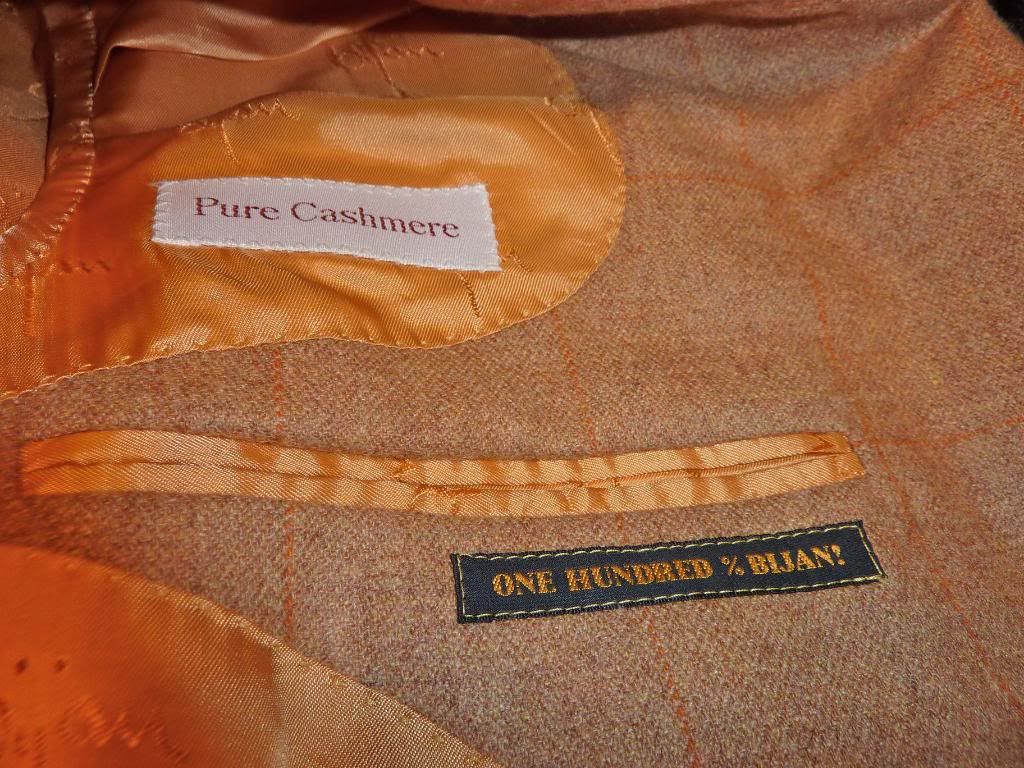 Pure Cashmere
ONE HUNDRED % BIJAN!